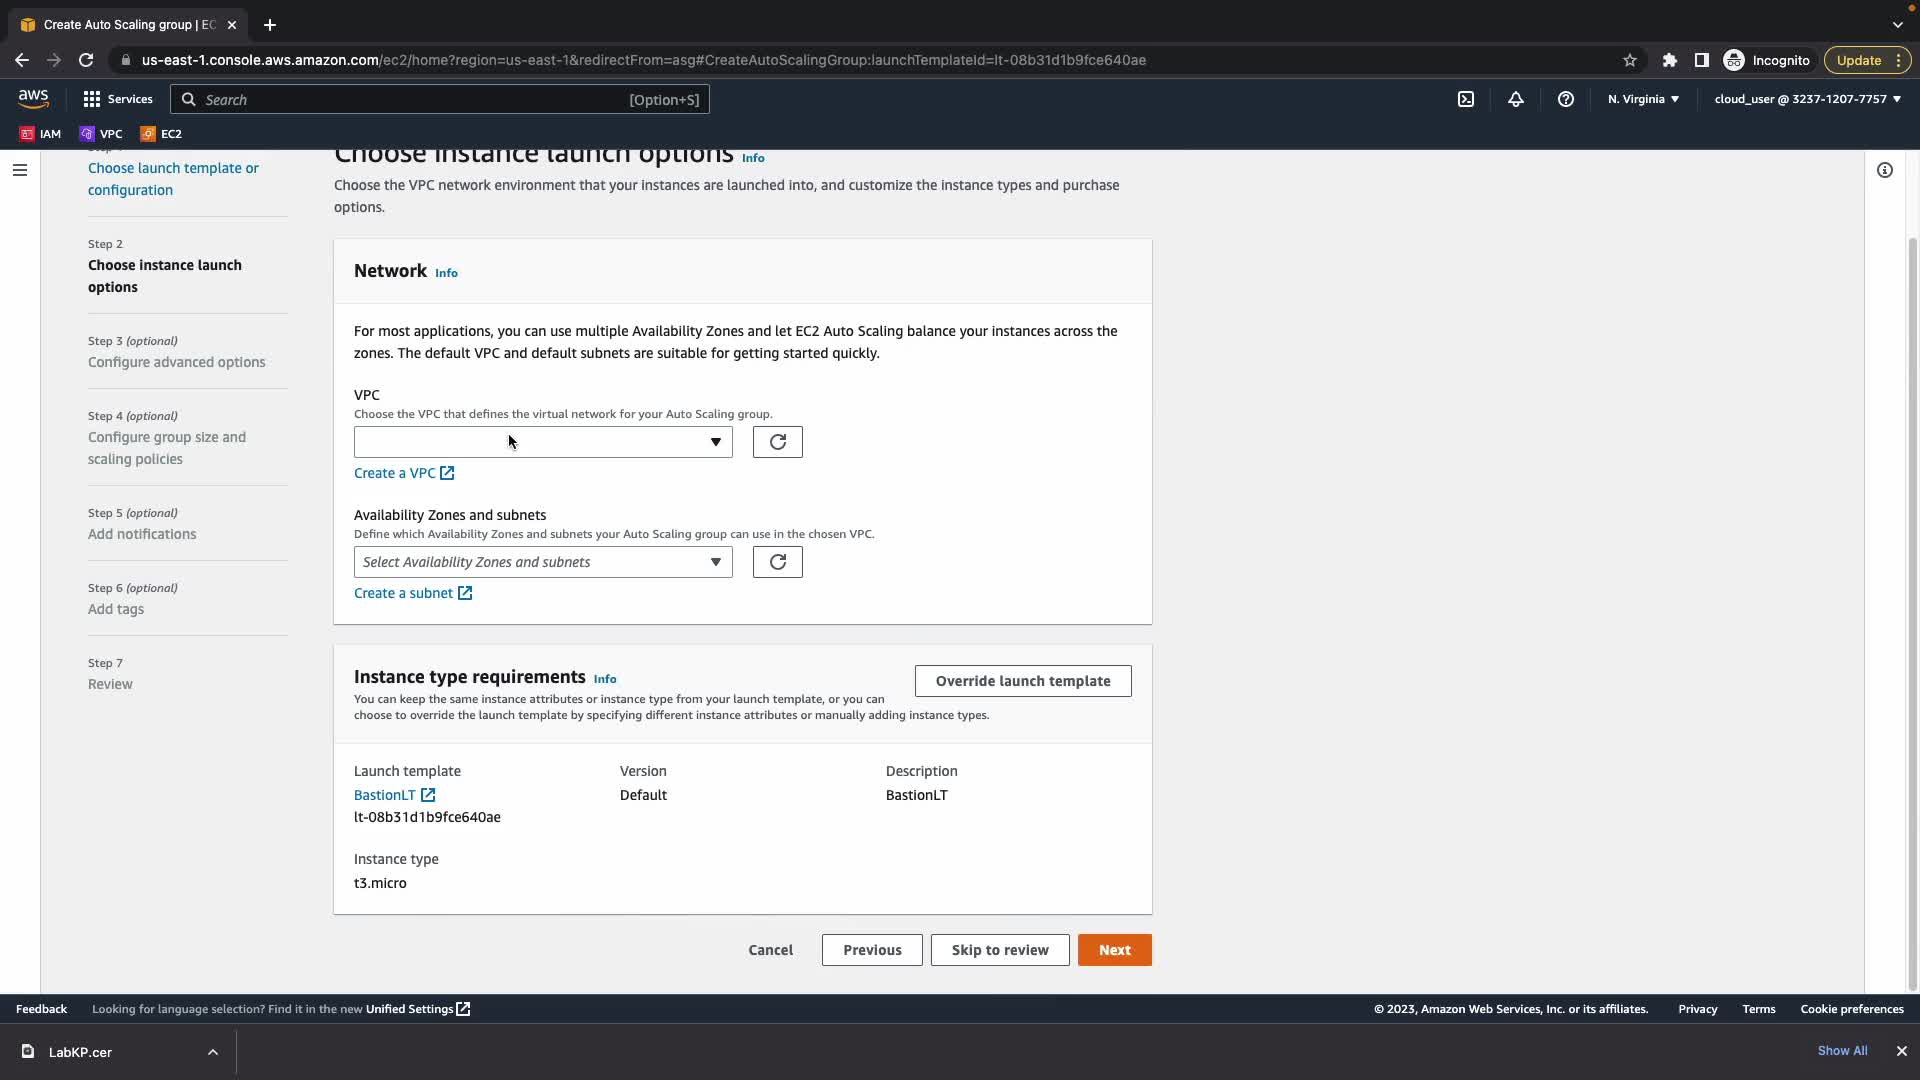 Create Auto Scaling group | EC
us-east-1.console.aws.amazon.com/ec2/home?region=us-east-1&redirectFrom=asg#CreateAutoScalingGroup:launchTemplateId=lt-08b31d1b9fce640ae
Incognito
Update
aws
Services
Search
[Option+S]
N. Virginia
cloud_user @ 3237-1207-7757
IAM
VPC
EC2
Choose launch template or
configuration
Step 2
Choose instance launch
options
Step 3 (optional)
Configure advanced options
Step 4 (optional)
Configure group size and
scaling policies
Step 5 (optional)
Add notifications
Step 6 (optional)
Add tags
Step 7
Review
Choose instance launch options Info
Choose the VPC network environment that your instances are launched into, and customize the instance types and purchase
options.
Network Info
For most applications, you can use multiple Availability Zones and let EC2 Auto Scaling balance your instances across the
zones. The default VPC and default subnets are suitable for getting started quickly.
VPC
Choose the VPC that defines the virtual network for your Auto Scaling group.
Create a VPC
Availability Zones and subnets
Define which Availability Zones and subnets your Auto Scaling group can use in the chosen VPC.
Select Availability Zones and subnets
Create a subnet
Instance type requirements Info
Override launch template
You can keep the same instance attributes or instance type from your launch template, or you can
choose to override the launch template by specifying different instance attributes or manually adding instance types.
Launch template
Version
Description
BastionLT
Default
BastionLT
lt-08b31d1b9fce640ae
Instance type
t3.micro
Cancel
Previous
Skip to review
Next
Feedback
Looking for language selection? Find it in the new Unified Settings
© 2023, Amazon Web Services, Inc. or its affiliates.
Privacy
Terms
Cookie preferences
LabKP.cer
Show All